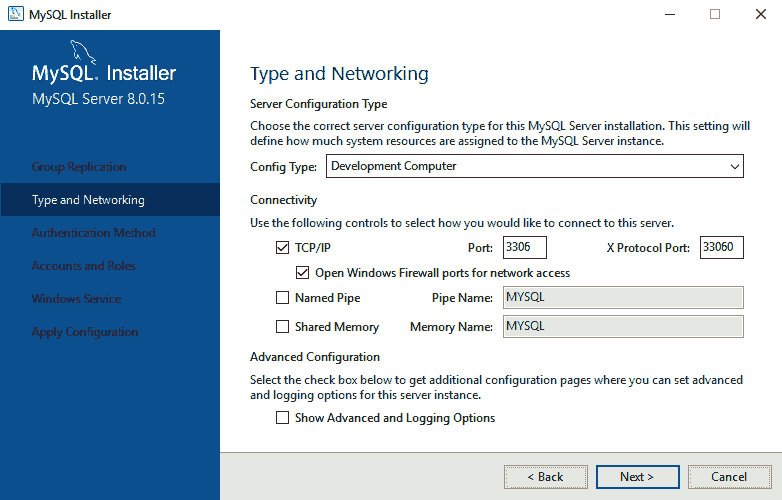 MySQL Installer
MySQL. Installer
MySQL Server 8.0.15
Group Replication
Type and Networking
Authentication Method
Accounts and Roles
Windows Service
Apply Configuration
Type and Networking
Server Configuration Type
Choose the correct server configuration type for this MySQL Server installation. This setting will
define how much system resources are assigned to the MySQL Server instance.
Config Type: Development Computer
Connectivity
Use the following controls to select how you would like to connect to this server.
TCP/IP Port: 3306 X Protocol Port: 33060
Open Windows Firewall ports for network access
Named Pipe Pipe Name: MYSQL
Shared Memory Memory Name: MYSQL
Advanced Configuration
Select the check box below to get additional configuration pages where you can set advanced
and logging options for this server instance.
Show Advanced and Logging Options
< Back Next > Cancel